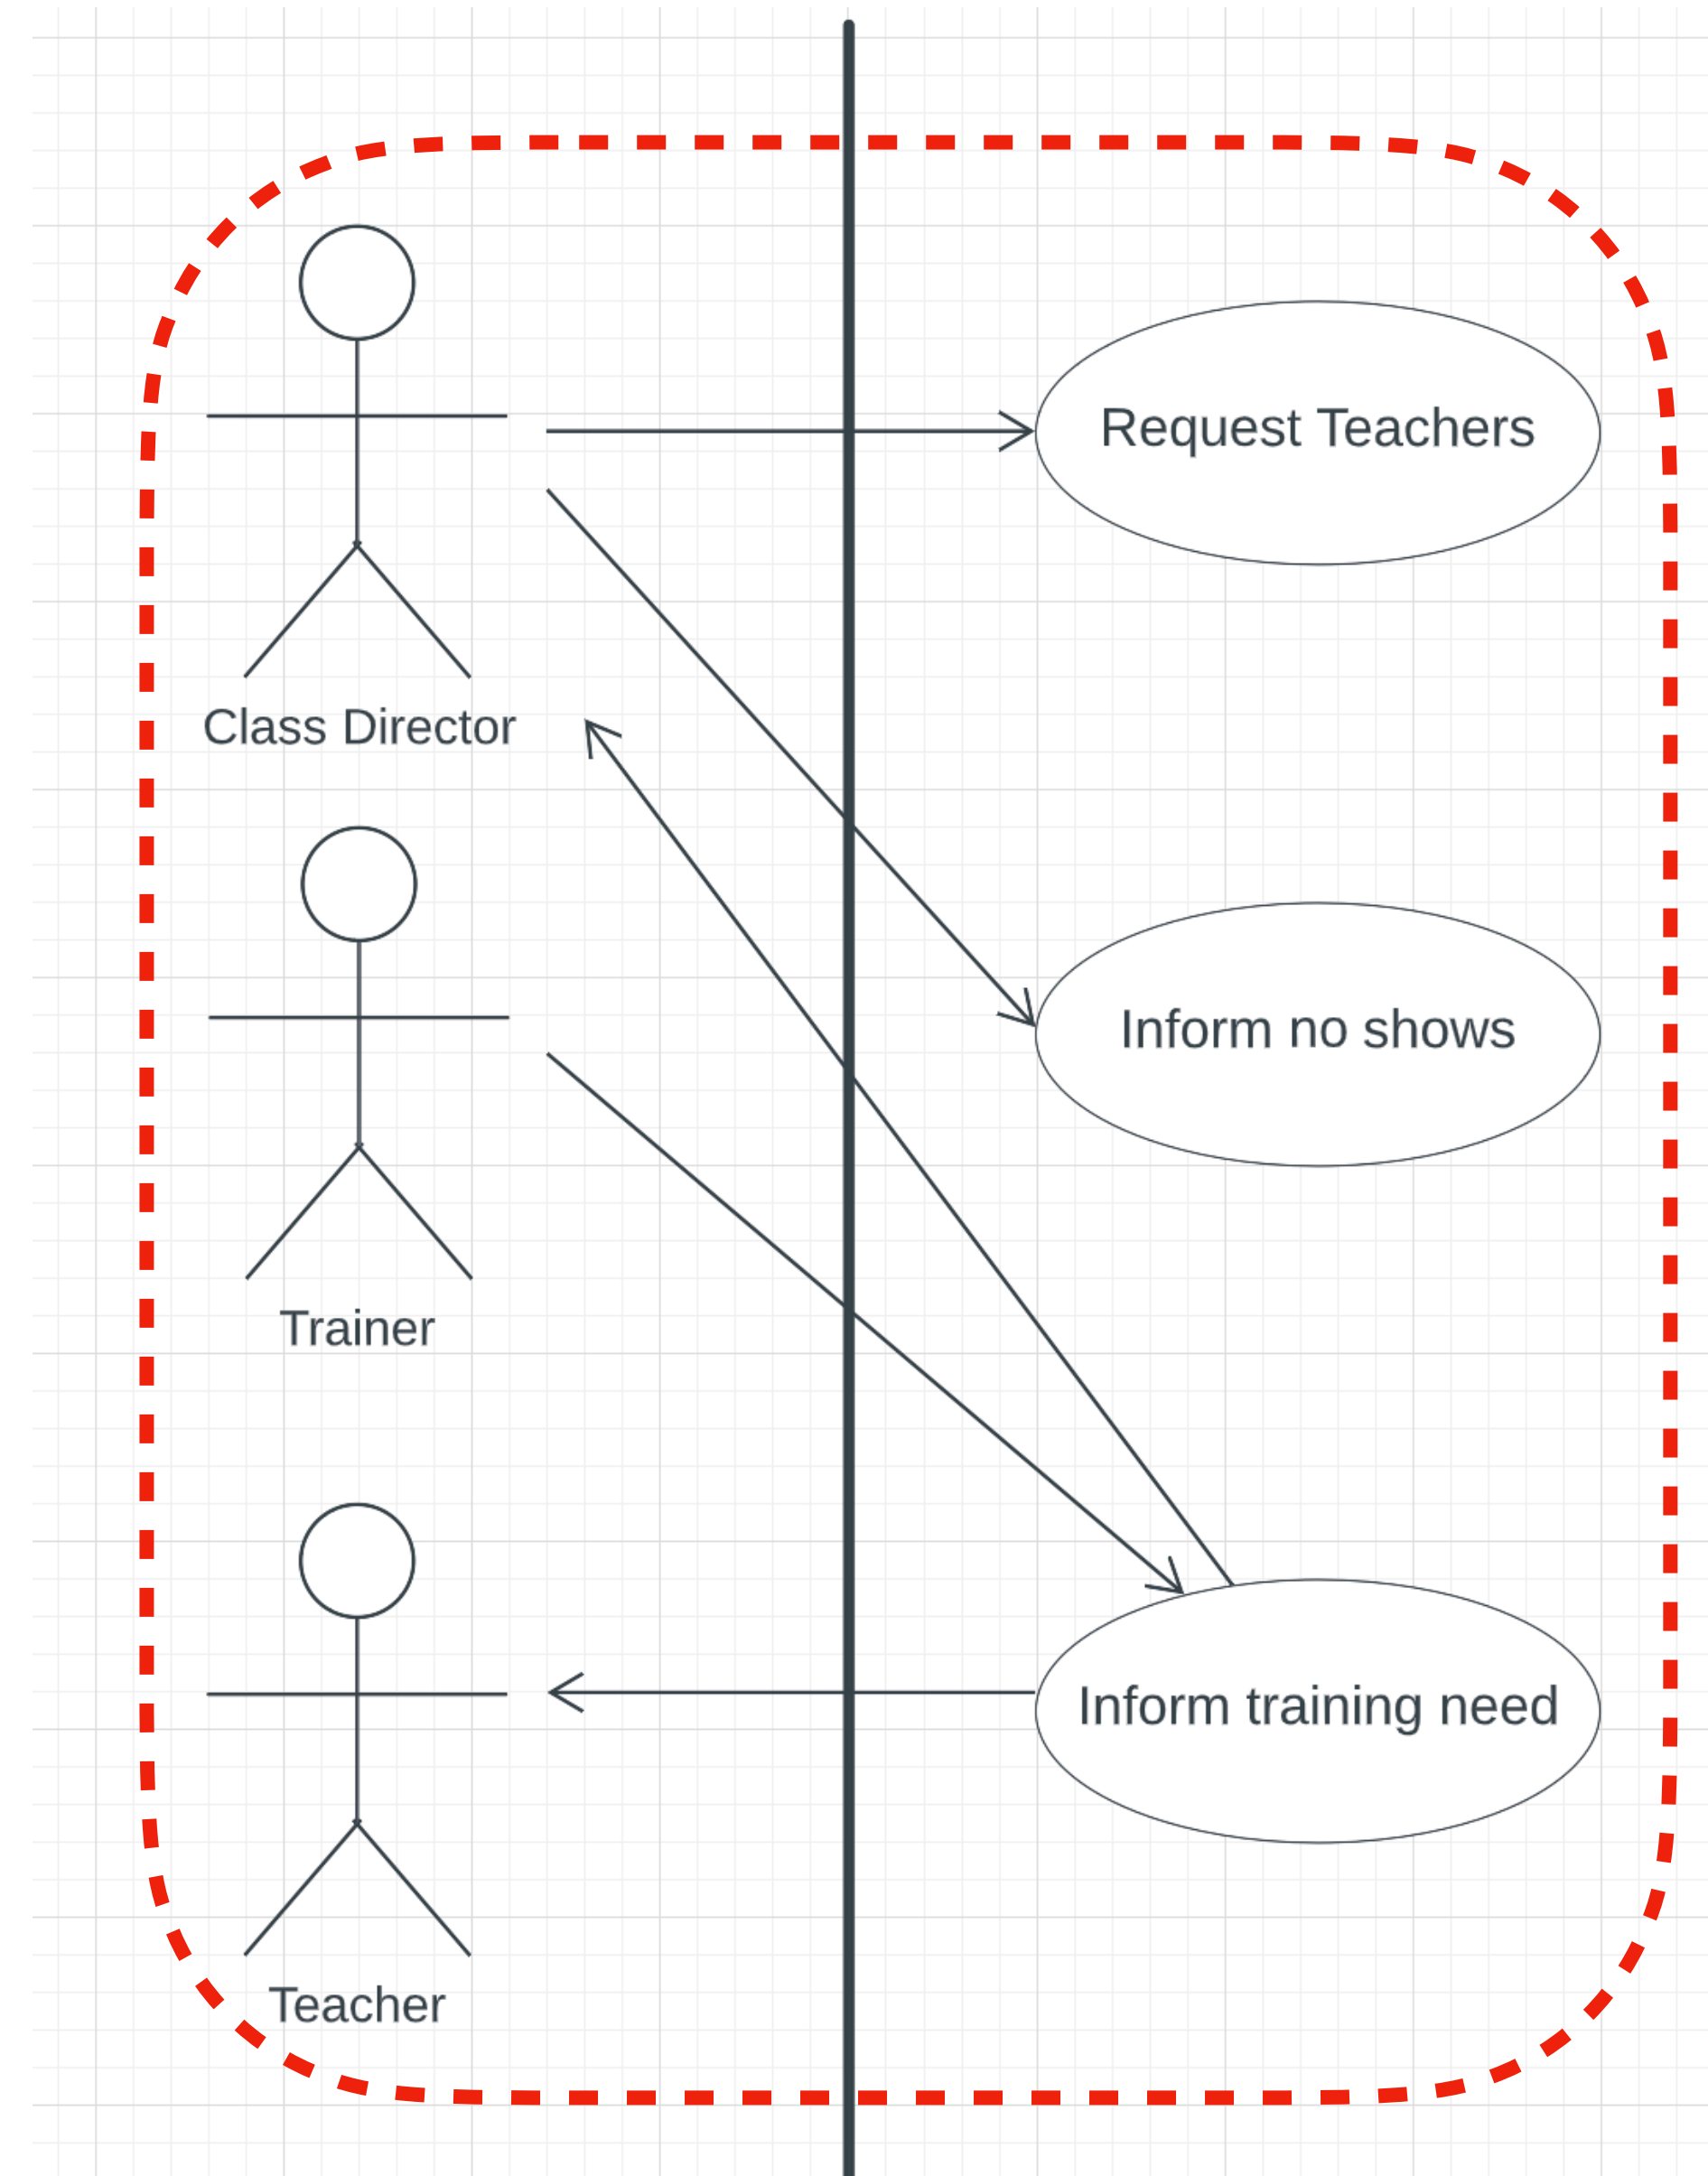 Request Teachers
Class Director
Inform no shows
Trainer
Inform training need
Teacher